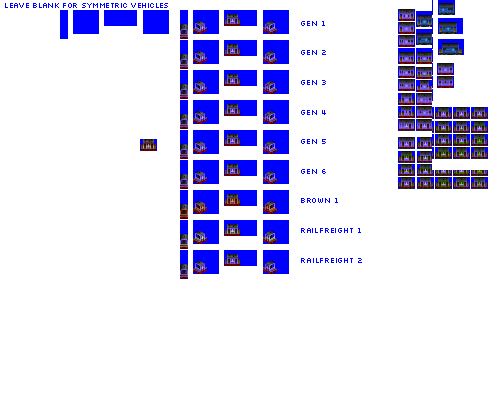 LEAVE BLANK FOR SYMMETRIC VEHICLES
GEN 1
GEN 2
GEN 3
GEN 4
GEN 5
GEN 6
BROWN 1
RAILFREIGHT 1
RAILFREIGHT 2